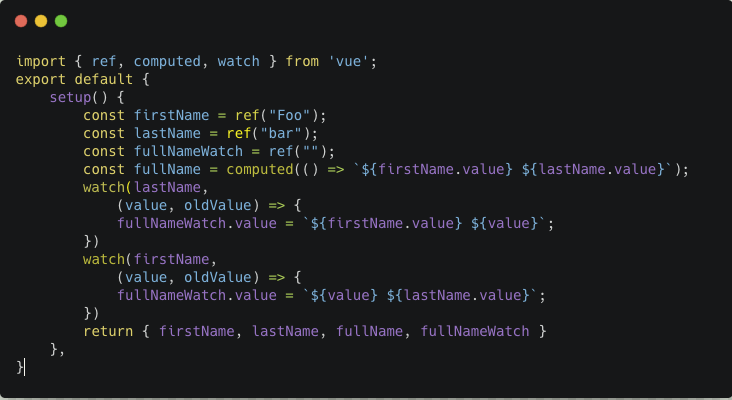 import { ref, computed, watch } from 'vue';
export default {
    setup() {
        const firstName = ref("Foo");
        const lastName = ref("bar");
        const fullNameWatch = ref("");
        const fullName = computed(() => `${firstName.value} ${lastName.value}`);
        watch(lastName,
            (value, oldValue) => {
            fullNameWatch.value = `${firstName.value} ${value}`;
        })
        watch(firstName,
            (value, oldValue) => {
            fullNameWatch.value = `${value} ${lastName.value}`;
        })
        return { firstName, lastName, fullName, fullNameWatch }
    },
}